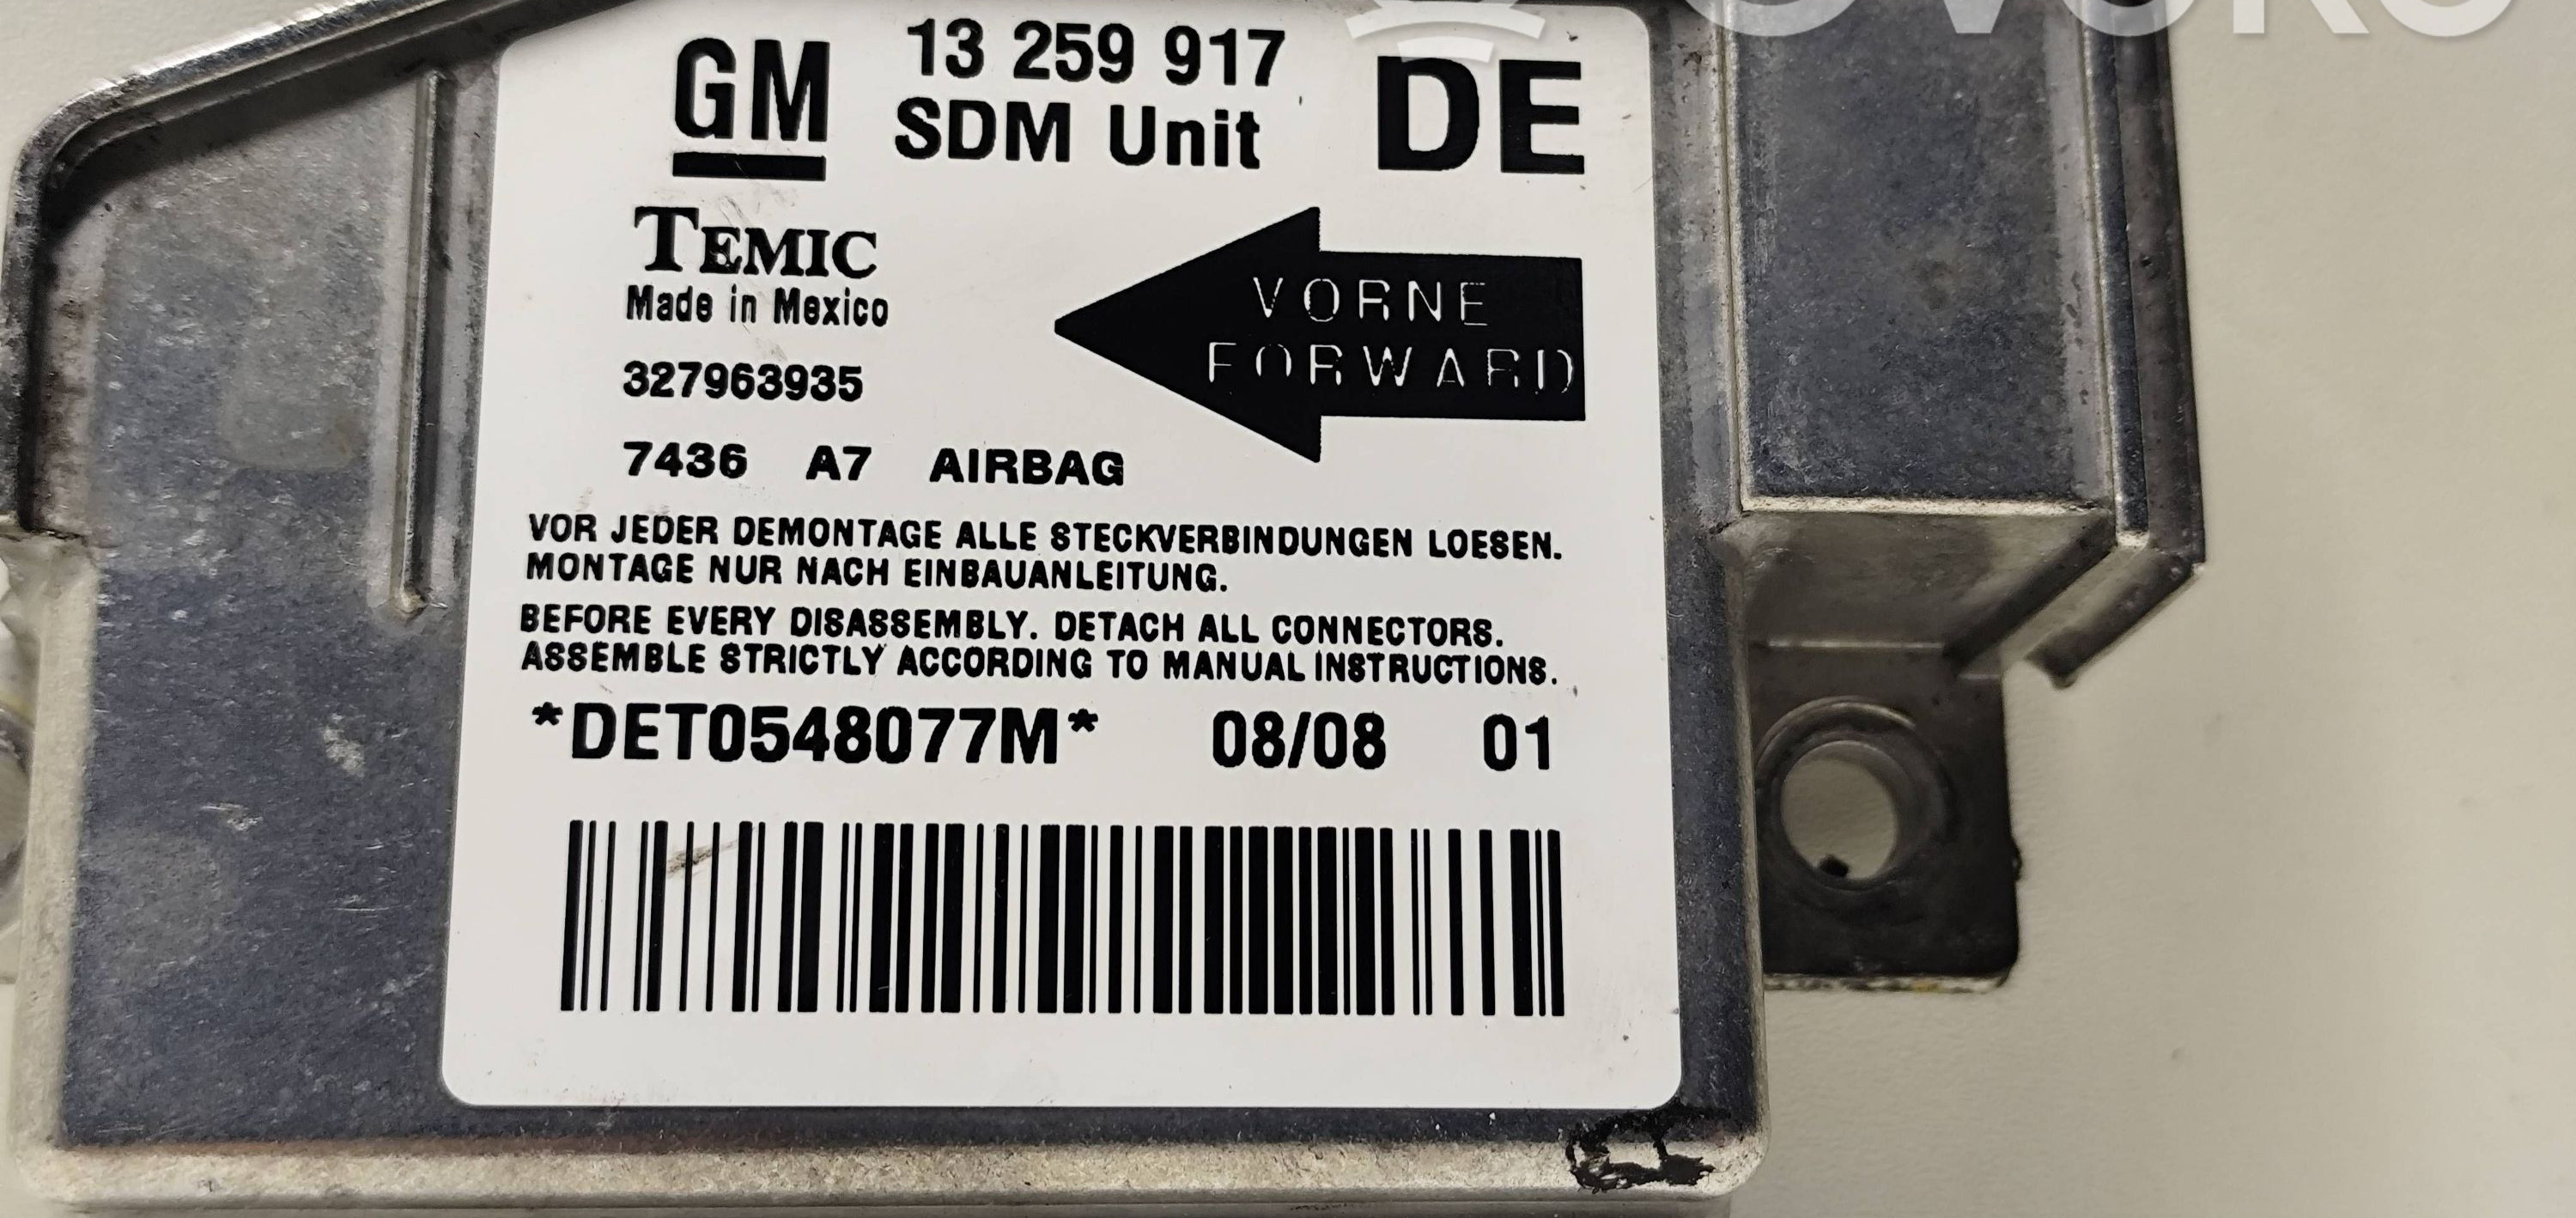 GM
13 259 917
SDM Unit
DE
TEMIC
Made in Mexico
327963935
7436 A7 AIRBAG
VORNE
FORWARD
VOR JEDER DEMONTAGE ALLE STECKVERBINDUNGEN LOESEN.
MONTAGE NUR NACH EINBAUANLEITUNG.
BEFORE EVERY DISASSEMBLY. DETACH ALL CONNECTORS.
ASSEMBLE STRICTLY ACCORDING TO MANUAL INSTRUCTIONS.
*DET0548077M* 08/08 01